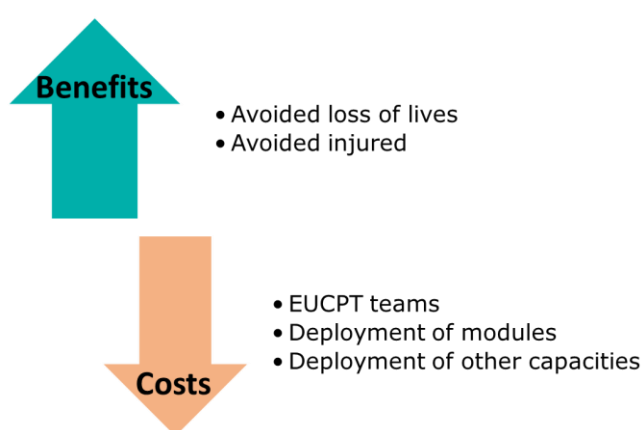 Benefits
• Avoided loss of lives
• Avoided injured
• EUCPT teams
• Deployment of modules
• Deployment of other capacities
Costs